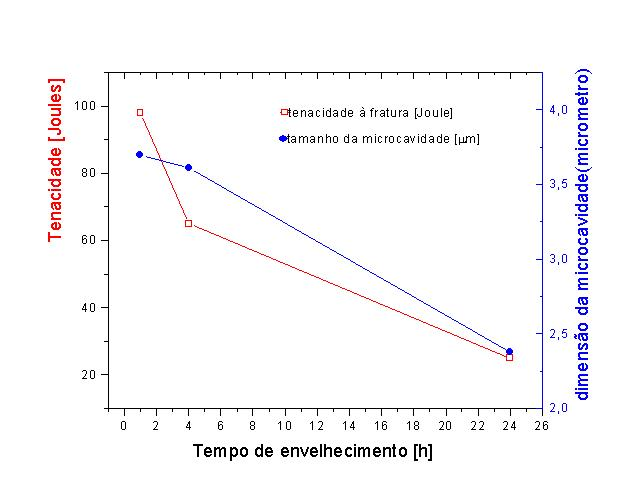 Tenacidade [Joules]
100
80
60
40
20
tenacidade à fratura [Joule]
tamanho da microcavidade [µm]
4,0
3,5
3,0
2,5
2,0
dimensão da microcavidade(micrometro)
0 2 4 6 8 10 12 14 16 18 20 22 24 26
Tempo de envelhecimento [h]